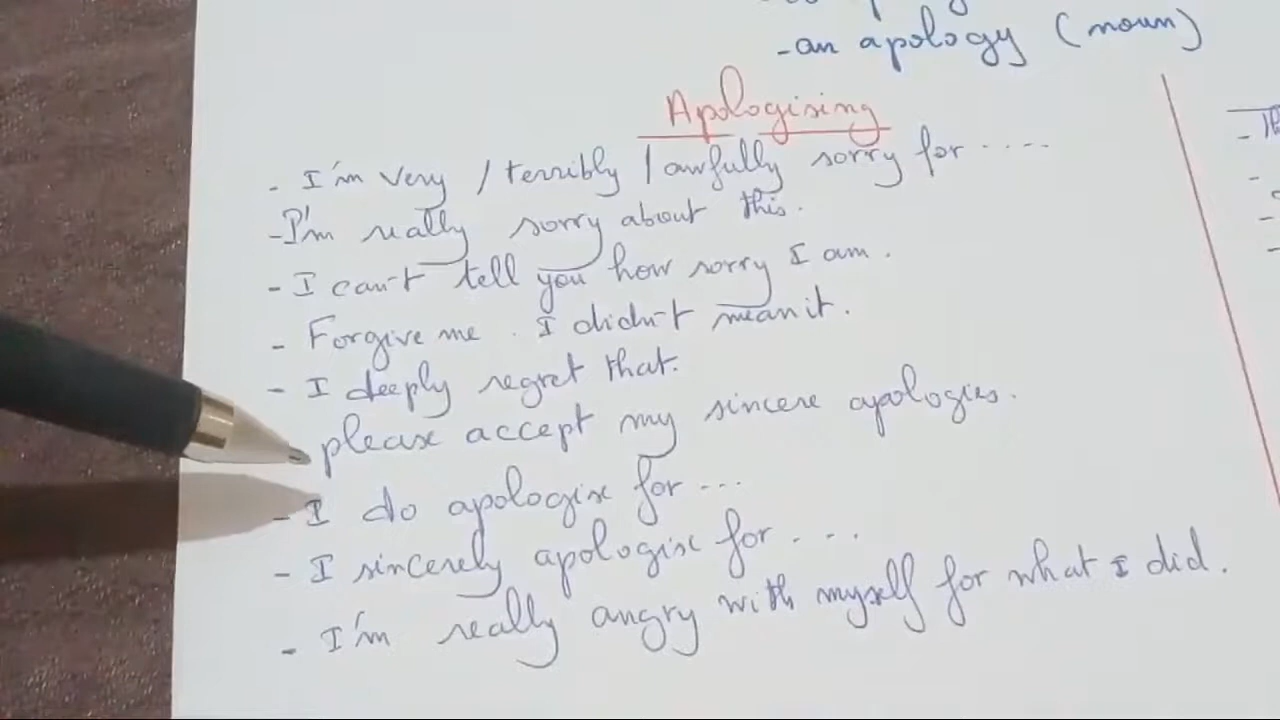 - an apology (noun)
Apologising
- I'm very / terribly / awfully sorry for .....
- I'm really sorry about this.
- I can't tell you how sorry I am.
- Forgive me. I didn't mean it.
- I deeply regret that.
please accept my sincere apologies.
- I do apologise for ...
- I sincerely apologise for ....
- I'm really angry with myself for what I did.